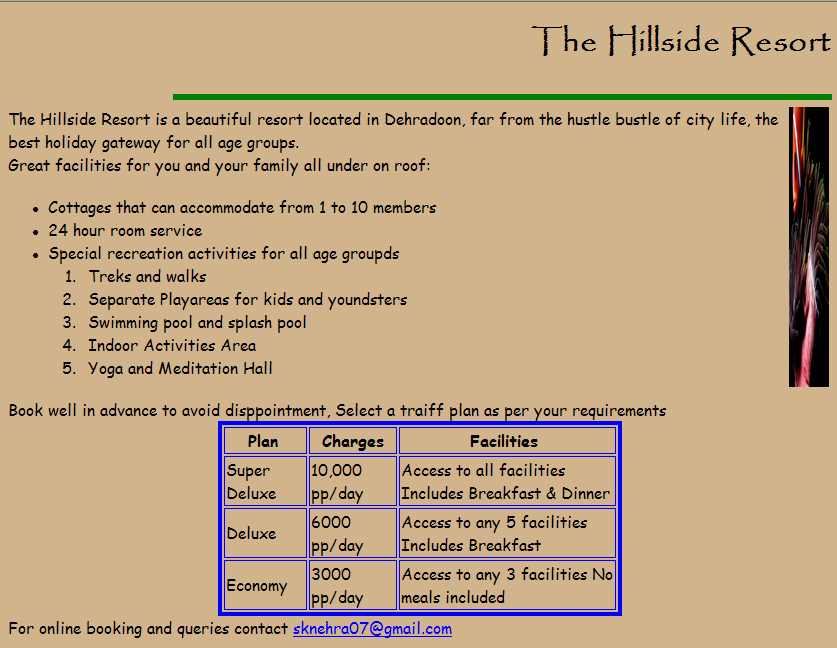 The Hillside Resort
The Hillside Resort is a beautiful resort located in Dehradoon, far from the hustle bustle of city life, the
best holiday gateway for all age groups.
Great facilities for you and your family all under on roof:
• Cottages that can accommodate from 1 to 10 members
• 24 hour room service
• Special recreation activities for all age groupds
1. Treks and walks
2. Separate Playareas for kids and youndsters
3. Swimming pool and splash pool
4. Indoor Activities Area
5. Yoga and Meditation Hall
Book well in advance to avoid disppointment, Select a traiff plan as per your requirements
Plan Charges Facilities
Super Deluxe 10,000 pp/day Access to all facilities Includes Breakfast & Dinner
Deluxe 6000 pp/day Access to any 5 facilities Includes Breakfast
Economy 3000 pp/day Access to any 3 facilities No meals included
For online booking and queries contact sknehra07@gmail.com